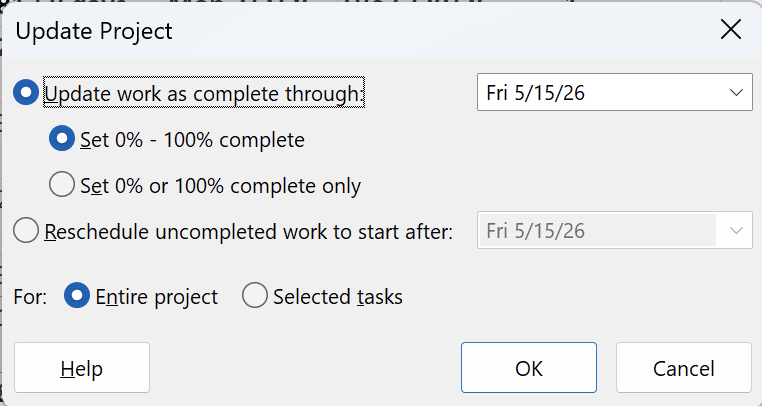 Update Project
Update work as complete through: Fri 5/15/26
Set 0% - 100% complete
Set 0% or 100% complete only
Reschedule uncompleted work to start after: Fri 5/15/26
For: Entire project Selected tasks
Help OK Cancel